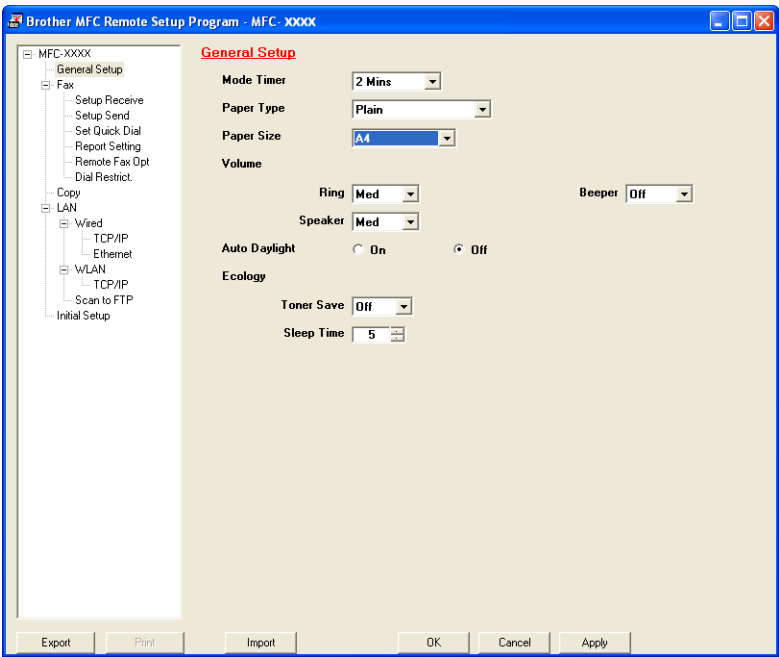 Brother MFC Remote Setup Program - MFC- XXXX
MFC-XXXX
General Setup
Fax
Setup Receive
Setup Send
Set Quick Dial
Report Setting
Remote Fax Opt
Dial Restrict.
Copy
LAN
Wired
TCP/IP
Ethernet
WLAN
TCP/IP
Scan to FTP
Initial Setup
General Setup
Mode Timer 2 Mins
Paper Type Plain
Paper Size A4
Volume
Ring Med Beeper Off
Speaker Med
Auto Daylight On Off
Ecology
Toner Save Off
Sleep Time 5
Export Print Import OK Cancel Apply